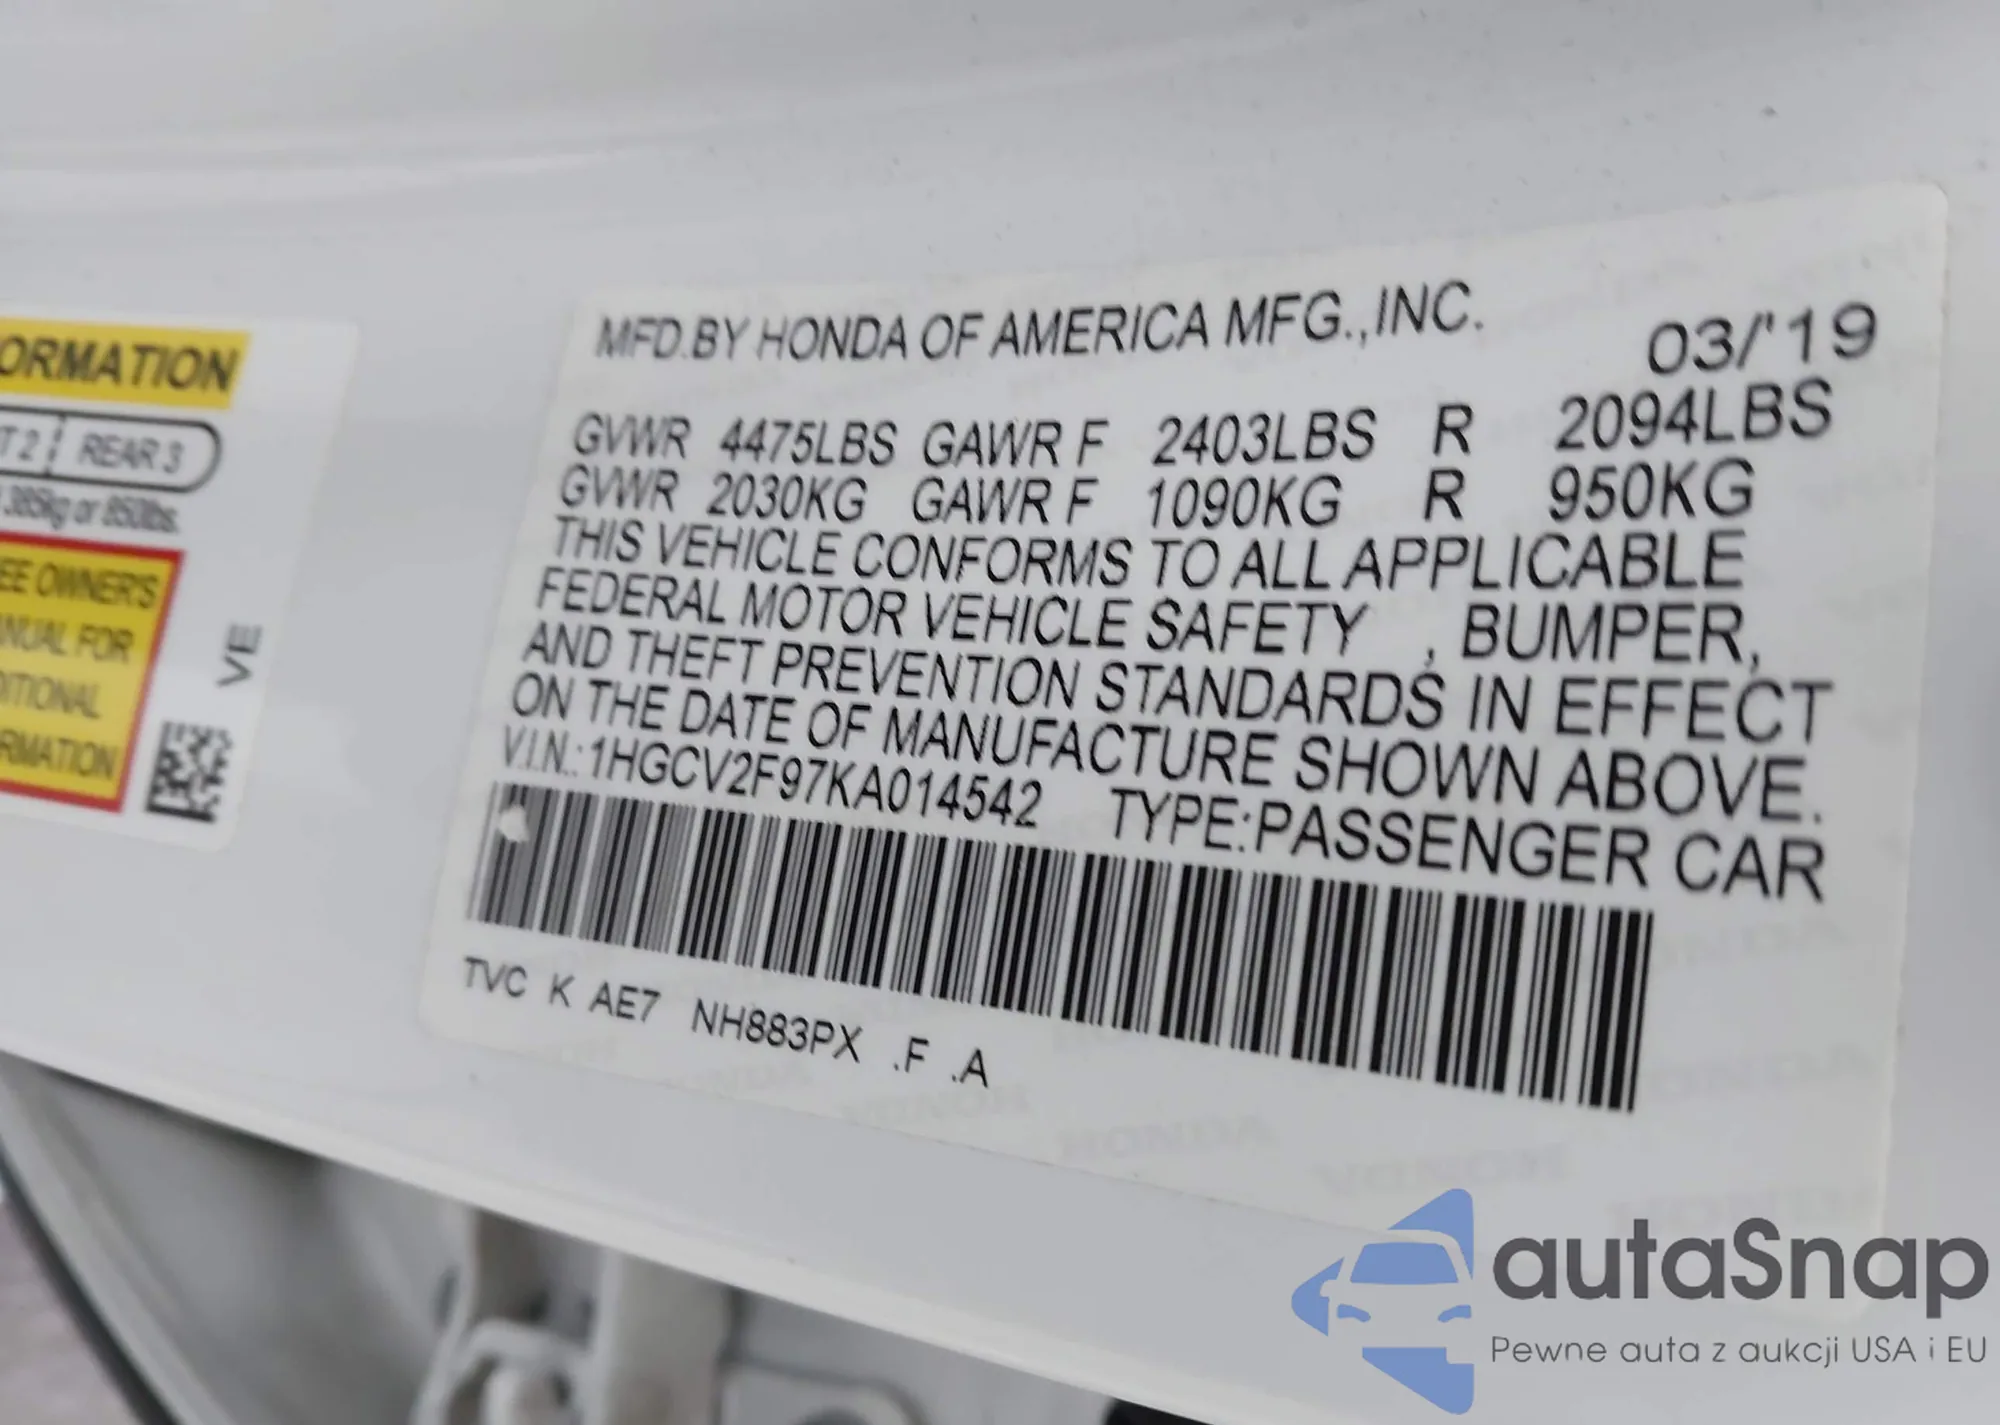 ORMATION
T 2 REAR 3
385kg or 850lbs.
EE OWNER'S
ANUAL FOR
DITIONAL
RMATION
VE
MFD.BY HONDA OF AMERICA MFG.,INC. 03/'19
GVWR 4475LBS GAWR F 2403LBS R 2094LBS
GVWR 2030KG GAWR F 1090KG R 950KG
THIS VEHICLE CONFORMS TO ALL APPLICABLE
FEDERAL MOTOR VEHICLE SAFETY , BUMPER,
AND THEFT PREVENTION STANDARDS IN EFFECT
ON THE DATE OF MANUFACTURE SHOWN ABOVE.
V.I.N.:1HGCV2F97KA014542 TYPE:PASSENGER CAR
TVC K AE7 NH883PX .F .A
autaSnap
Pewne auta z aukcji USA i EU